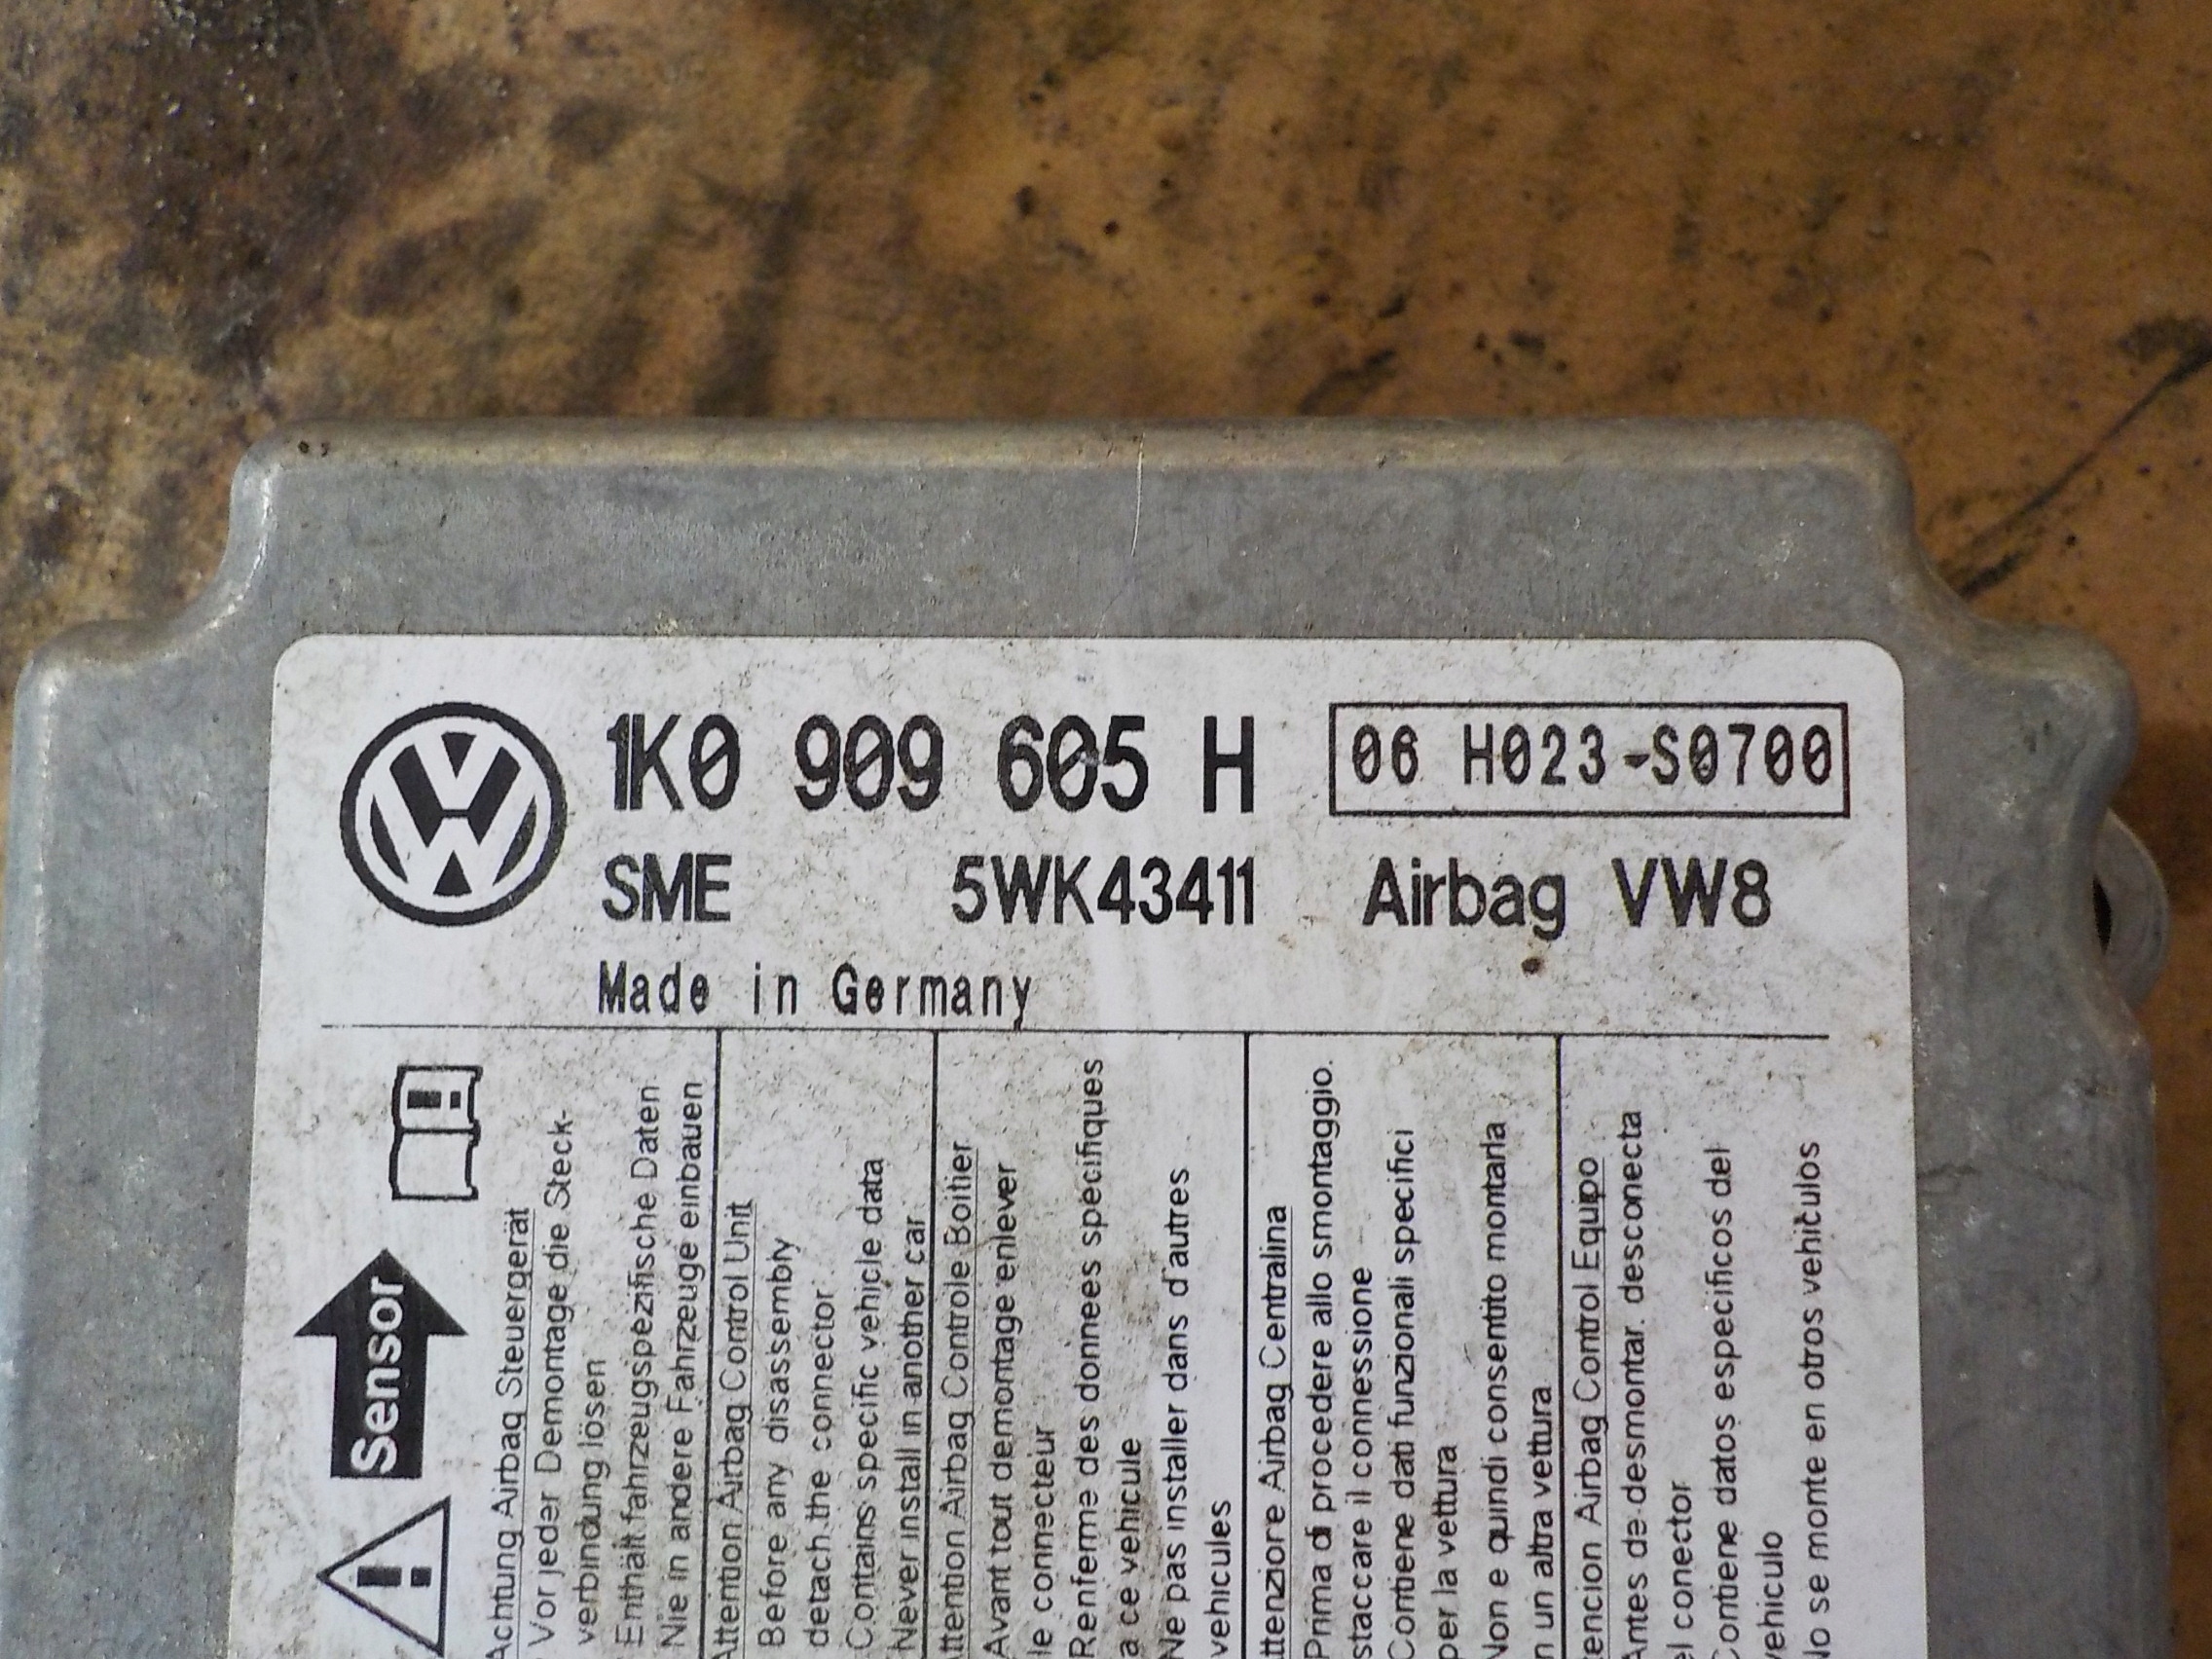 1K0 909 605 H
06 H023-S0700
SME 5WK43411 Airbag VW8
Made in Germany
Sensor
Achtung Airbag Steuergerät
Vor jeder Demontage die Steck-
verbindung lösen
Enthält fahrzeugspezifische Daten
Nie in andere Fahrzeuge einbauen
Attention Airbag Control Unit
Before any disassembly
detach the connector
Contains specific vehicle data
Never install in another car
Attention Airbag Controle Boitier
Avant tout demontage enlever
le connecteur
Renferme des donnees specifiques
a ce vehicule
Ne pas installer dans d'autres
vehicules
Attenzione Airbag Centralina
Prima di procedere allo smontaggio.
staccare il connessione
Contiene dati funzionali specifici
per la vettura
Non e quindi consentito montarla
n un altra vettura
tencion Airbag Control Equipo
Antes de desmontar. desconecta
el conector
Contiene datos especificos del
vehiculo
No se monte en otros vehiculos